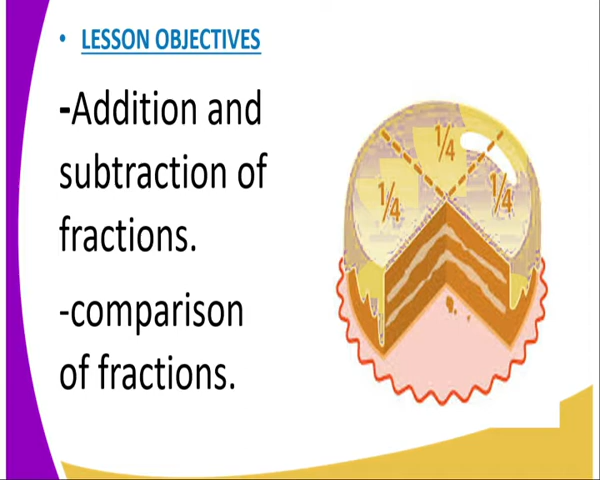 • LESSON OBJECTIVES
-Addition and
subtraction of
fractions.
-comparison
of fractions.
1/4
1/4
1/4